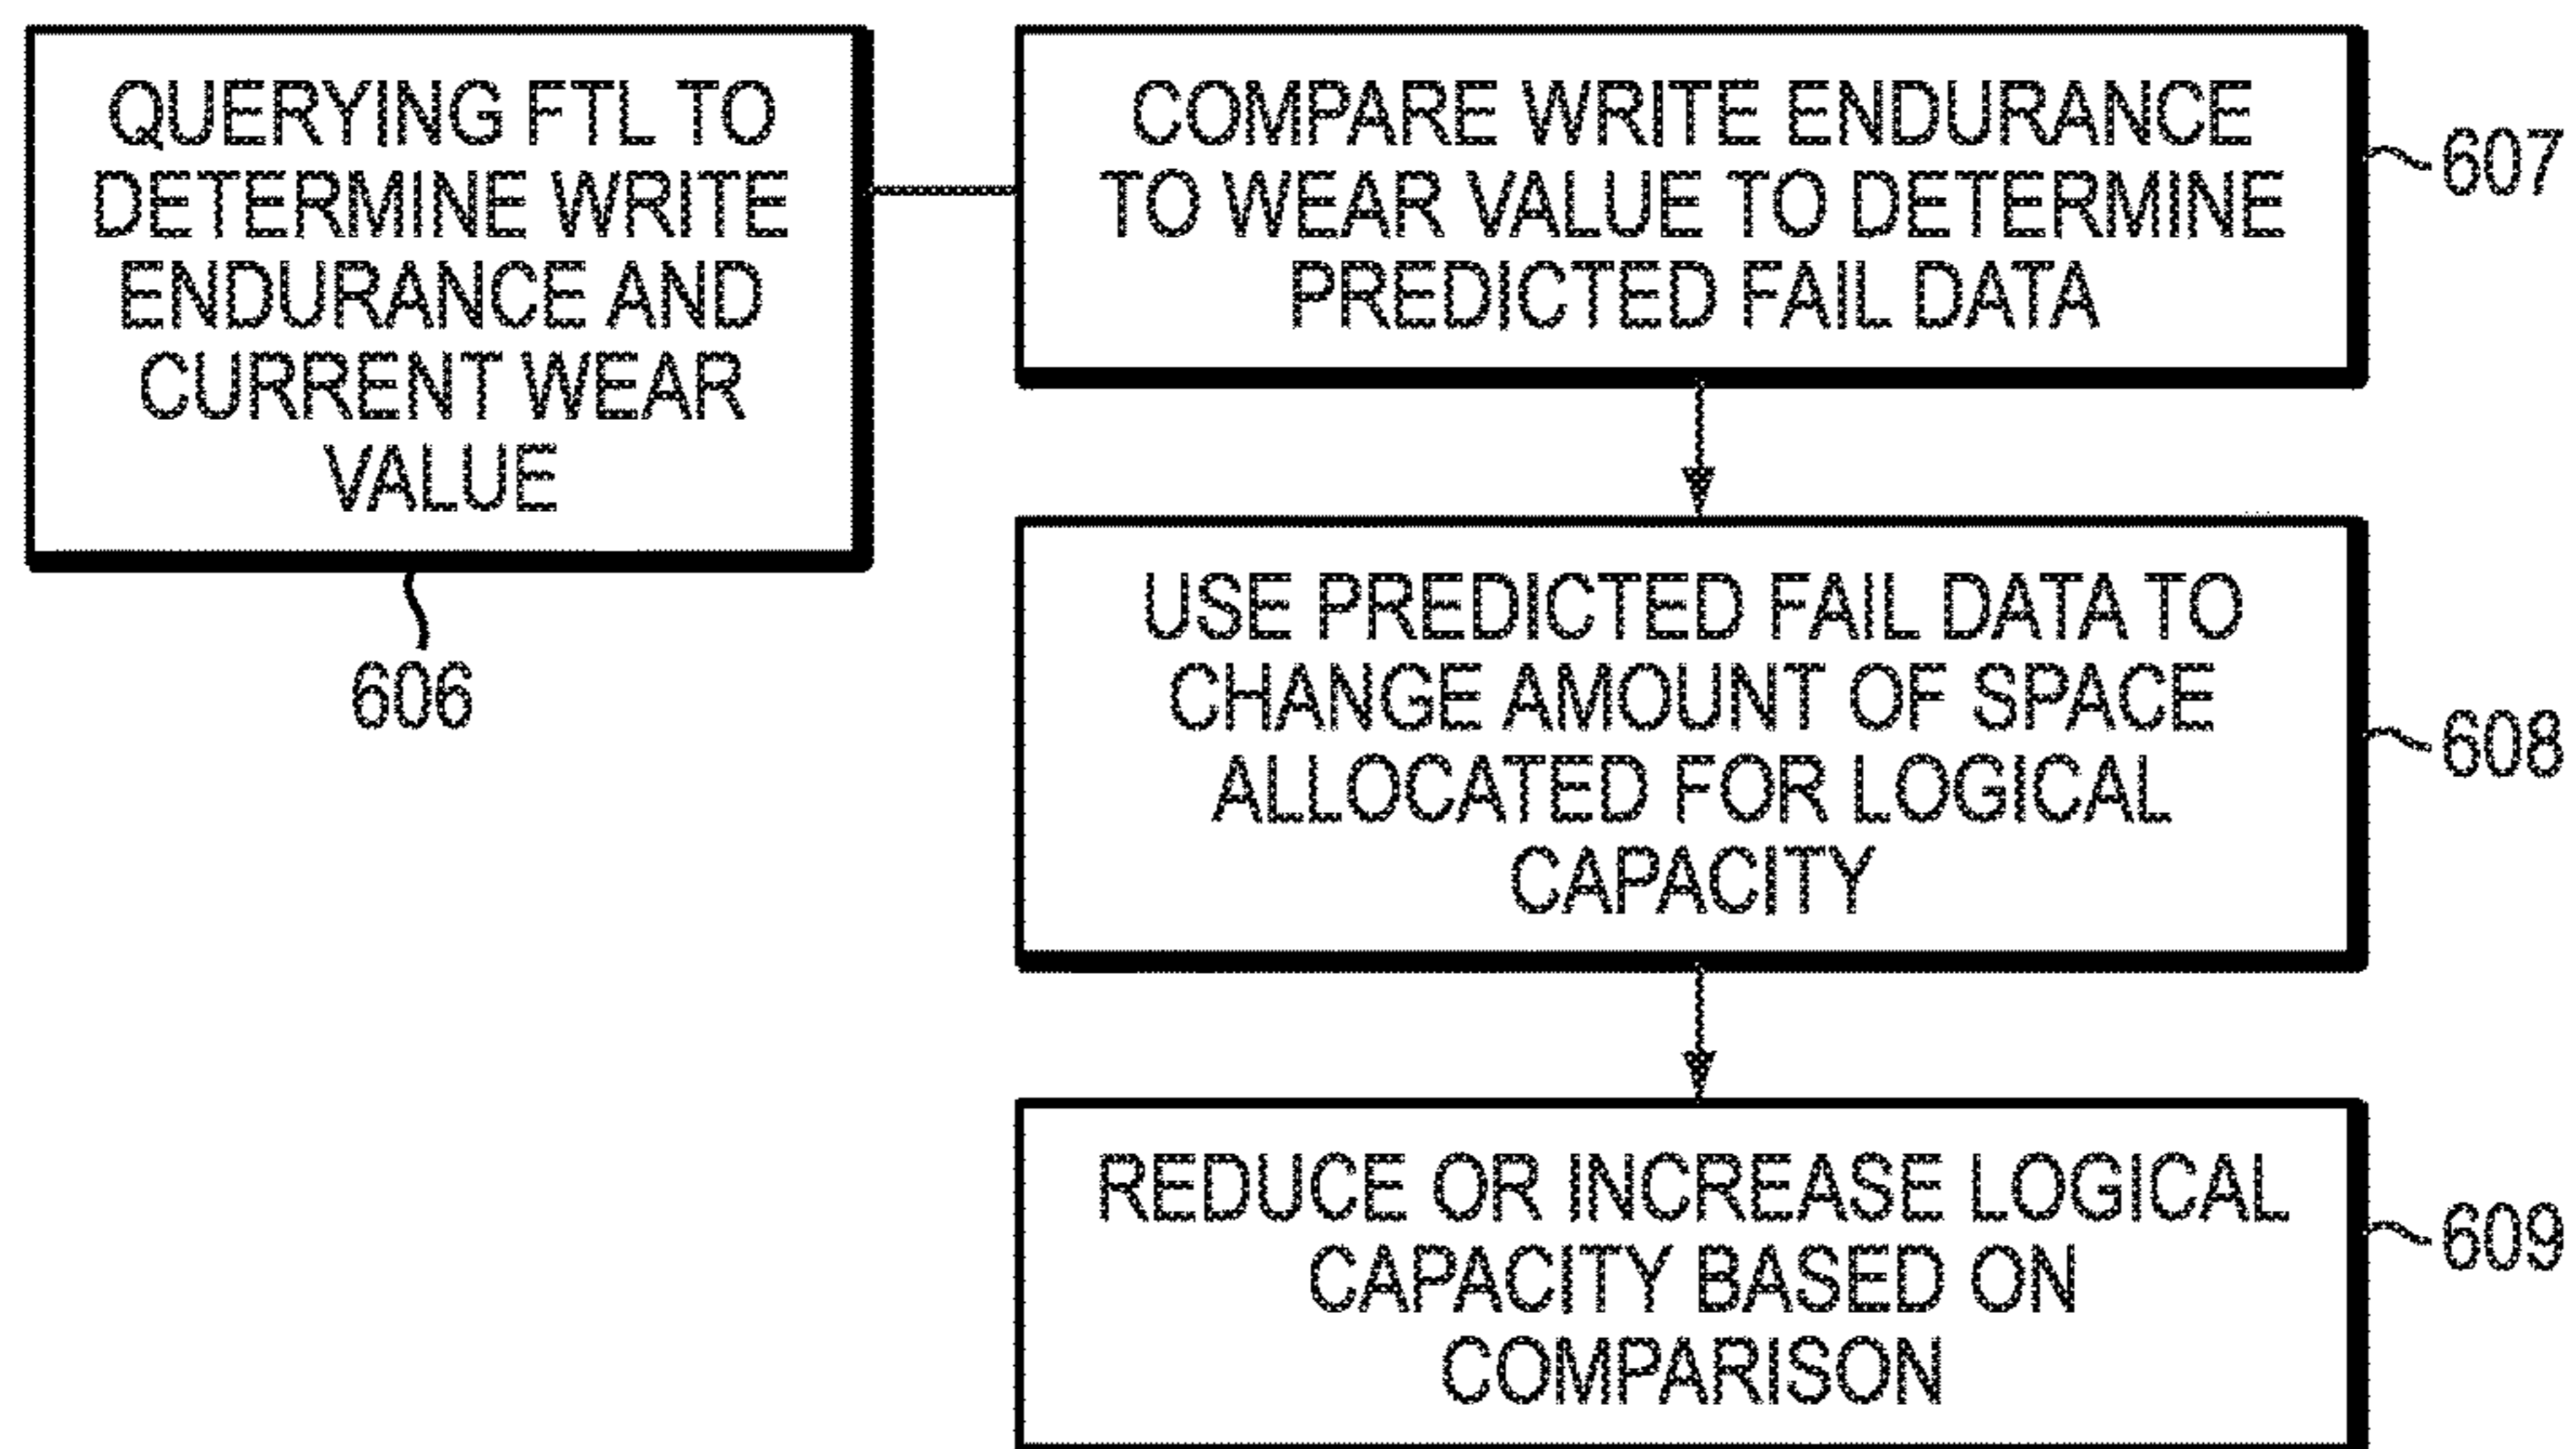 QUERYING FTL TO
DETERMINE WRITE
ENDURANCE AND
CURRENT WEAR
VALUE
606
COMPARE WRITE ENDURANCE
TO WEAR VALUE TO DETERMINE
PREDICTED FAIL DATA
607
USE PREDICTED FAIL DATA TO
CHANGE AMOUNT OF SPACE
ALLOCATED FOR LOGICAL
CAPACITY
608
REDUCE OR INCREASE LOGICAL
CAPACITY BASED ON
COMPARISON
609